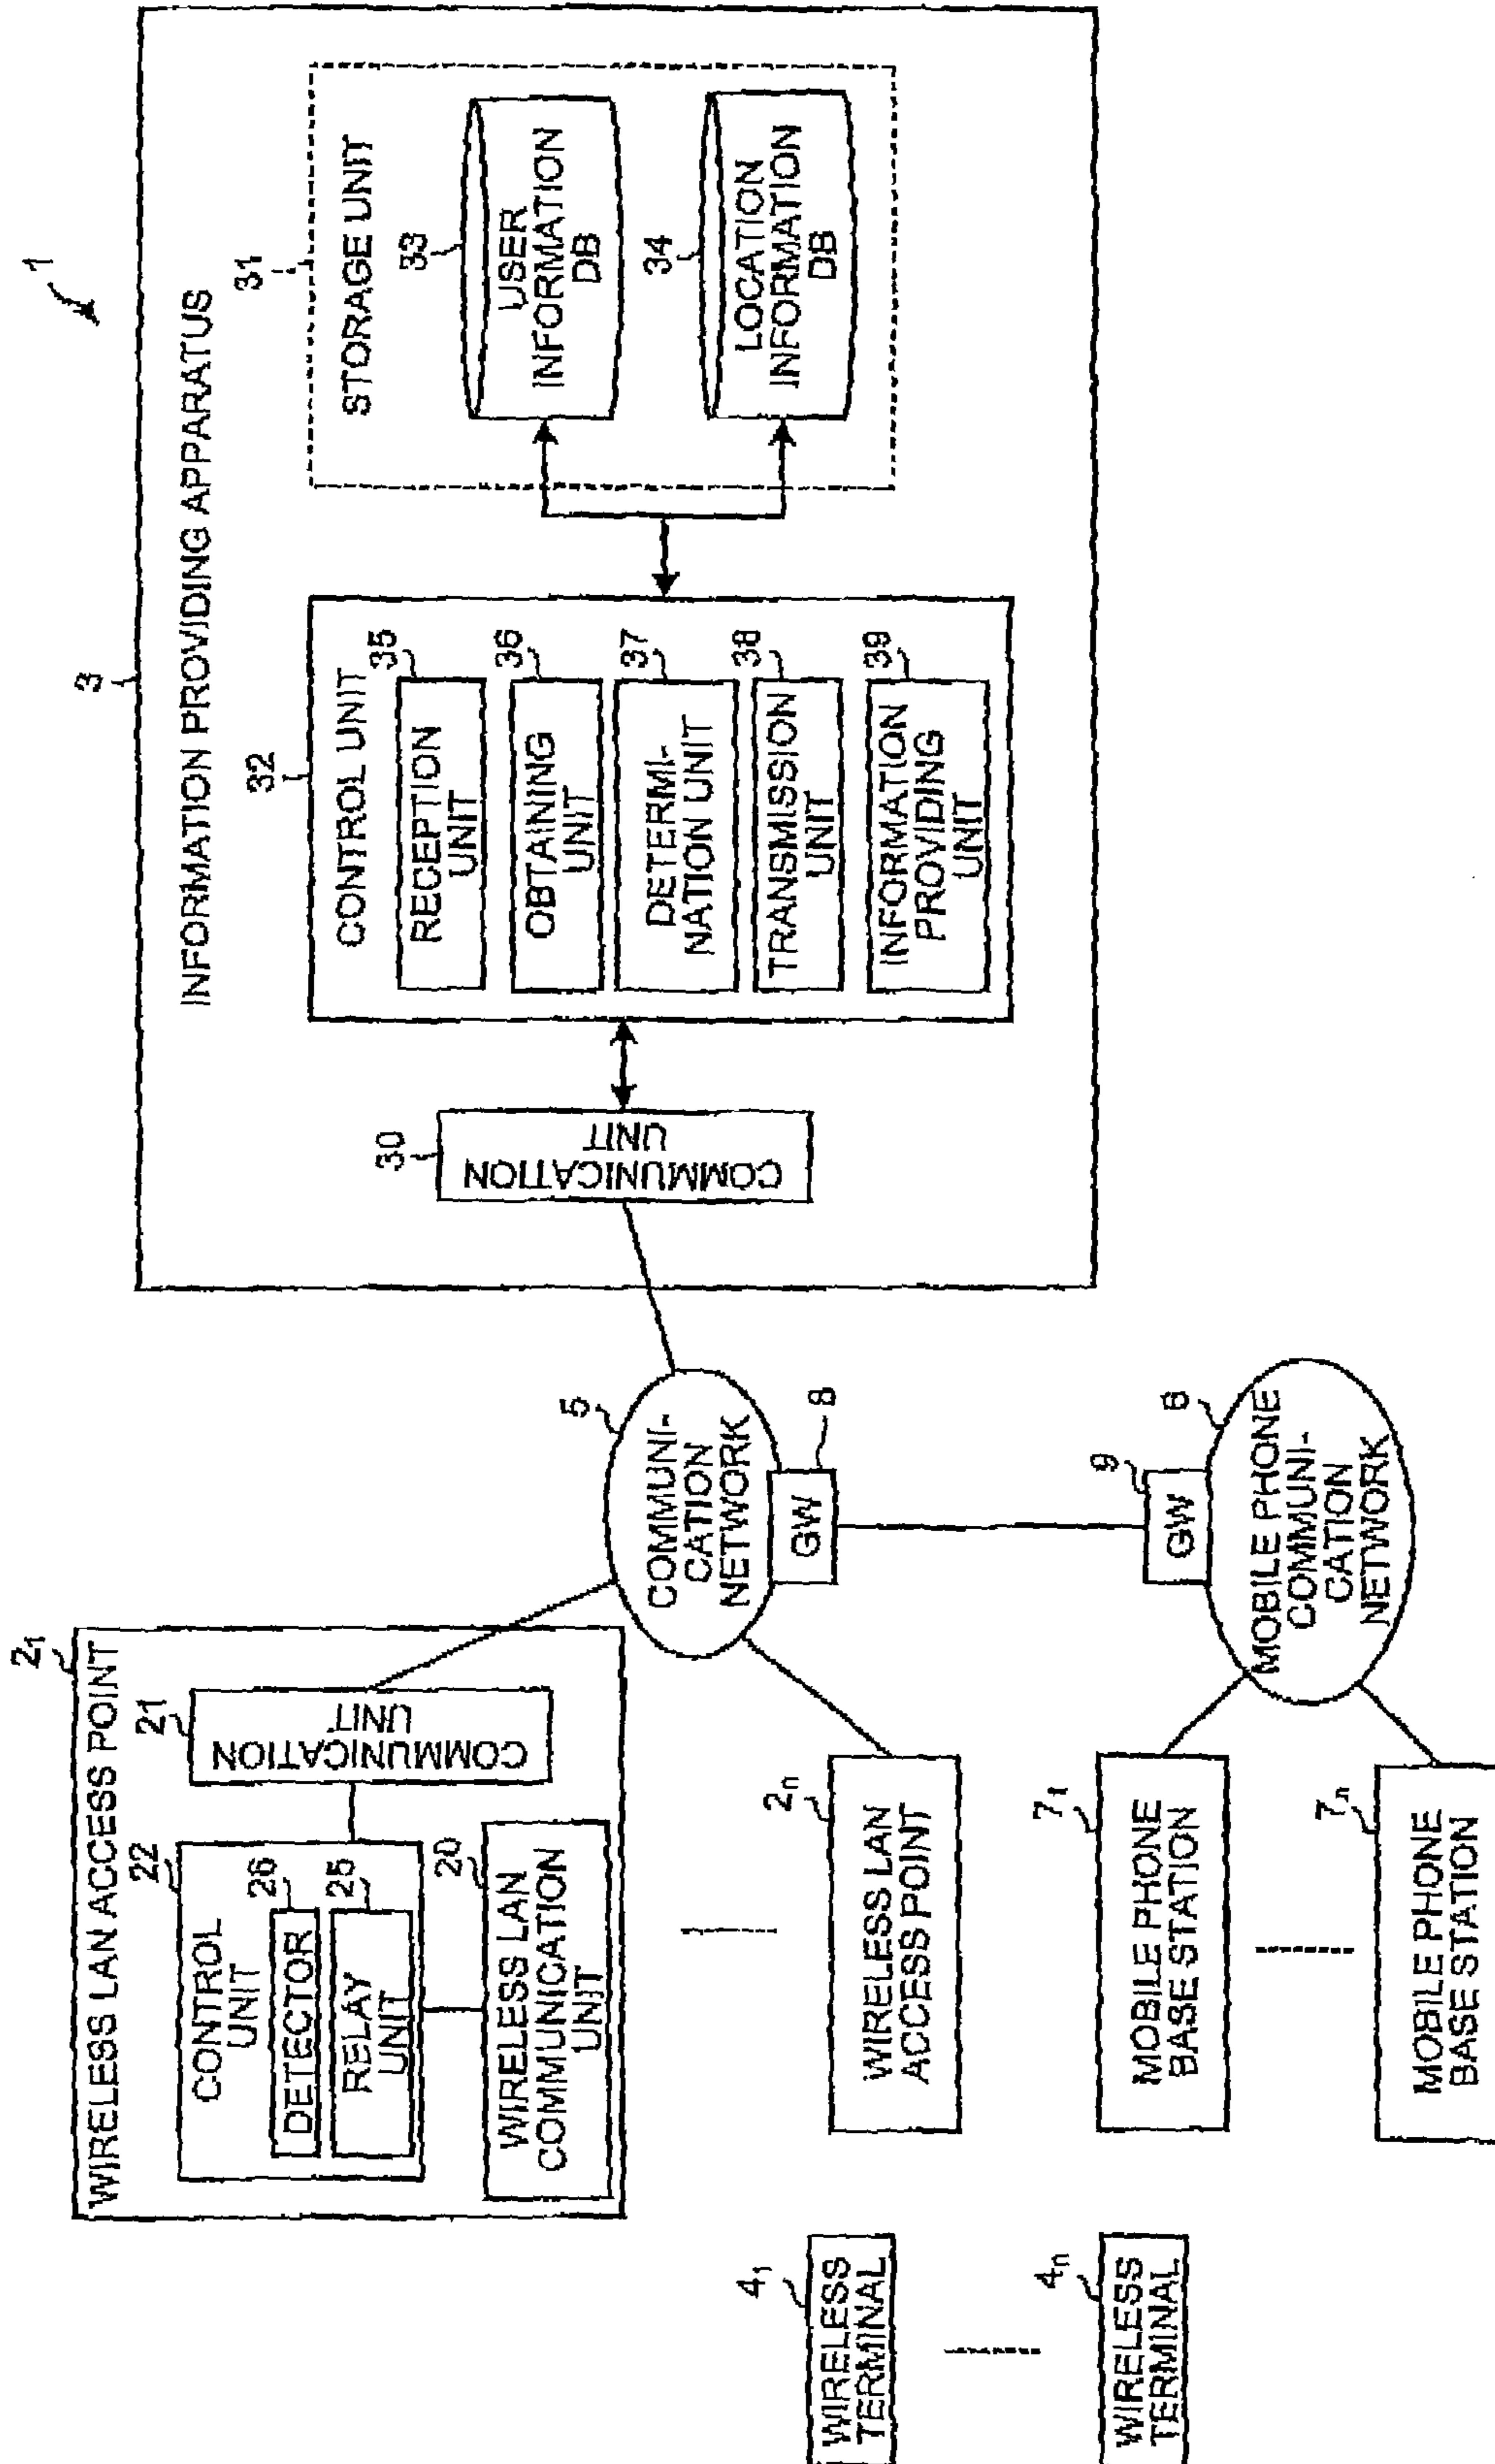 1
3
INFORMATION PROVIDING APPARATUS
32
CONTROL UNIT
35
RECEPTION
UNIT
36
OBTAINING
UNIT
37
DETERMI-
NATION UNIT
38
TRANSMISSION
UNIT
39
INFORMATION
PROVIDING
UNIT
31
STORAGE UNIT
33
USER
INFORMATION
DB
34
LOCATION
INFORMATION
DB
30
COMMUNICATION
UNIT
2₁
WIRELESS LAN ACCESS POINT
22
CONTROL
UNIT
26
DETECTOR
25
RELAY
UNIT
21
COMMUNICATION
UNIT
20
WIRELESS LAN
COMMUNICATION
UNIT
5
COMMUNI-
CATION
NETWORK
8
GW
9
GW
6
MOBILE PHONE
COMMUNI-
CATION
NETWORK
2ₙ
WIRELESS LAN
ACCESS POINT
7₁
MOBILE PHONE
BASE STATION
7ₙ
MOBILE PHONE
BASE STATION
4₁
WIRELESS
TERMINAL
4ₙ
WIRELESS
TERMINAL